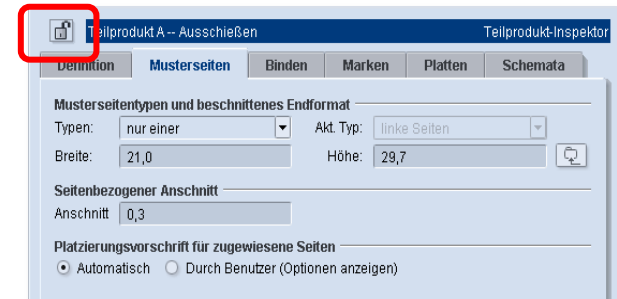 Teilprodukt A -- Ausschießen Teilprodukt-Inspektor
Definition Musterseiten Binden Marken Platten Schemata
Musterseitentypen und beschnittenes Endformat
Typen: nur einer Akt. Typ: linke Seiten
Breite: 21,0 Höhe: 29,7
Seitenbezogener Anschnitt
Anschnitt 0,3
Platzierungsvorschrift für zugewiesene Seiten
Automatisch Durch Benutzer (Optionen anzeigen)